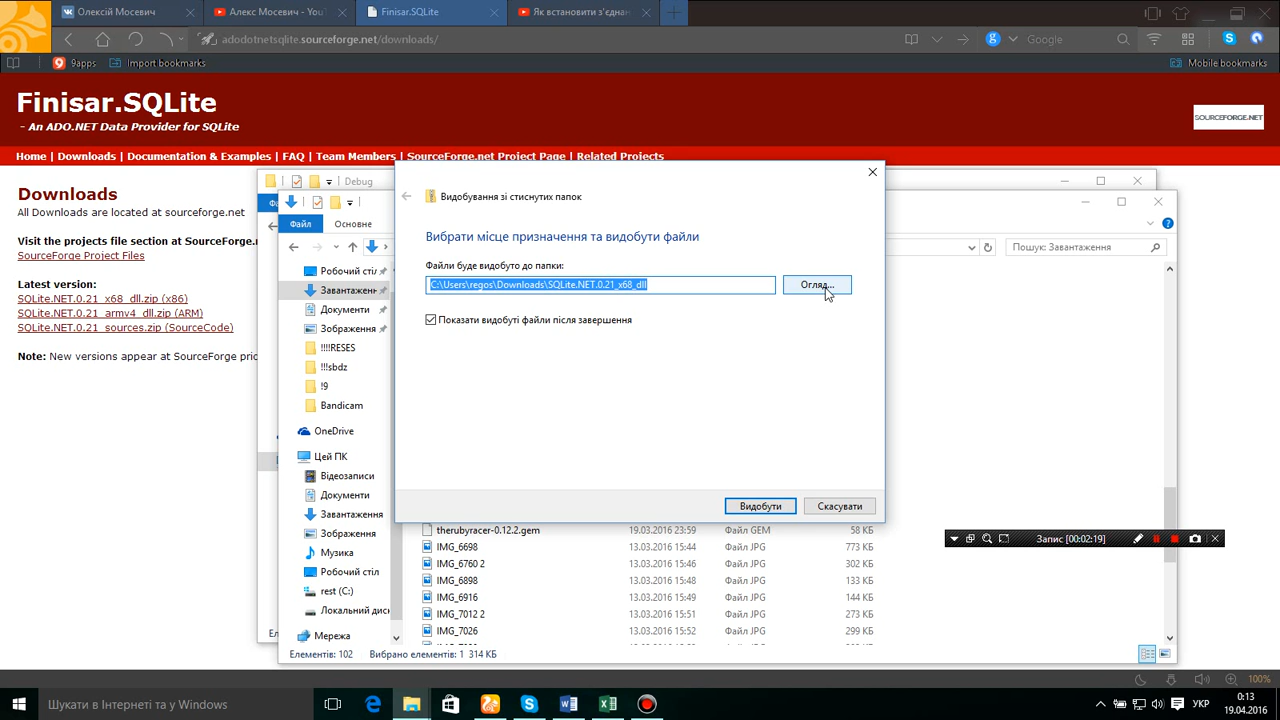 Олексій Мосевич
Алекс Мосевич - YouT
Finisar.SQLite
Як встановити з'єднан
adodotnetsqlite.sourceforge.net/downloads/
Google
9apps
Import bookmarks
Mobile bookmarks
Finisar.SQLite
- An ADO.NET Data Provider for SQLite
SOURCEFORGE.NET
Home | Downloads | Documentation & Examples | FAQ | Team Members | SourceForge.net Project Page | Related Projects
Downloads
All Downloads are located at sourceforge.net
Visit the projects file section at SourceForge.
SourceForge Project Files
Latest version:
SQLite.NET.0.21_x68_dll.zip (x86)
SQLite.NET.0.21_armv4_dll.zip (ARM)
SQLite.NET.0.21_sources.zip (SourceCode)
Note: New versions appear at SourceForge prio
Debug
Файл
Основне
Пошук: Завантаження
Робочий стіл
Завантаженн
Документи
Зображення
!!!!RESES
!!!sbdz
!9
Bandicam
OneDrive
Цей ПК
Відеозаписи
Документи
Завантаження
Зображення
Музика
Робочий стіл
rest (C:)
Локальний диск
Мережа
Видобування зі стиснутих папок
Вибрати місце призначення та видобути файли
Файли буде видобуто до папки:
C:\Users\regos\Downloads\SQLite.NET.0.21_x68_dll
Огляд...
Показати видобуті файли після завершення
Видобути
Скасувати
therubyracer-0.12.2.gem 19.03.2016 23:59 Файл GEM 58 КБ
IMG_6698 13.03.2016 15:44 Файл JPG 773 КБ
IMG_6760 2 13.03.2016 15:46 Файл JPG 302 КБ
IMG_6898 13.03.2016 15:48 Файл JPG 133 КБ
IMG_6916 13.03.2016 15:49 Файл JPG 144 КБ
IMG_7012 2 13.03.2016 15:51 Файл JPG 273 КБ
IMG_7026 13.03.2016 15:52 Файл JPG 299 КБ
Елементів: 102
Вибрано елементів: 1 314 КБ
Запис [00:02:19]
100%
Шукати в Інтернеті та у Windows
УКР
0:13
19.04.2016